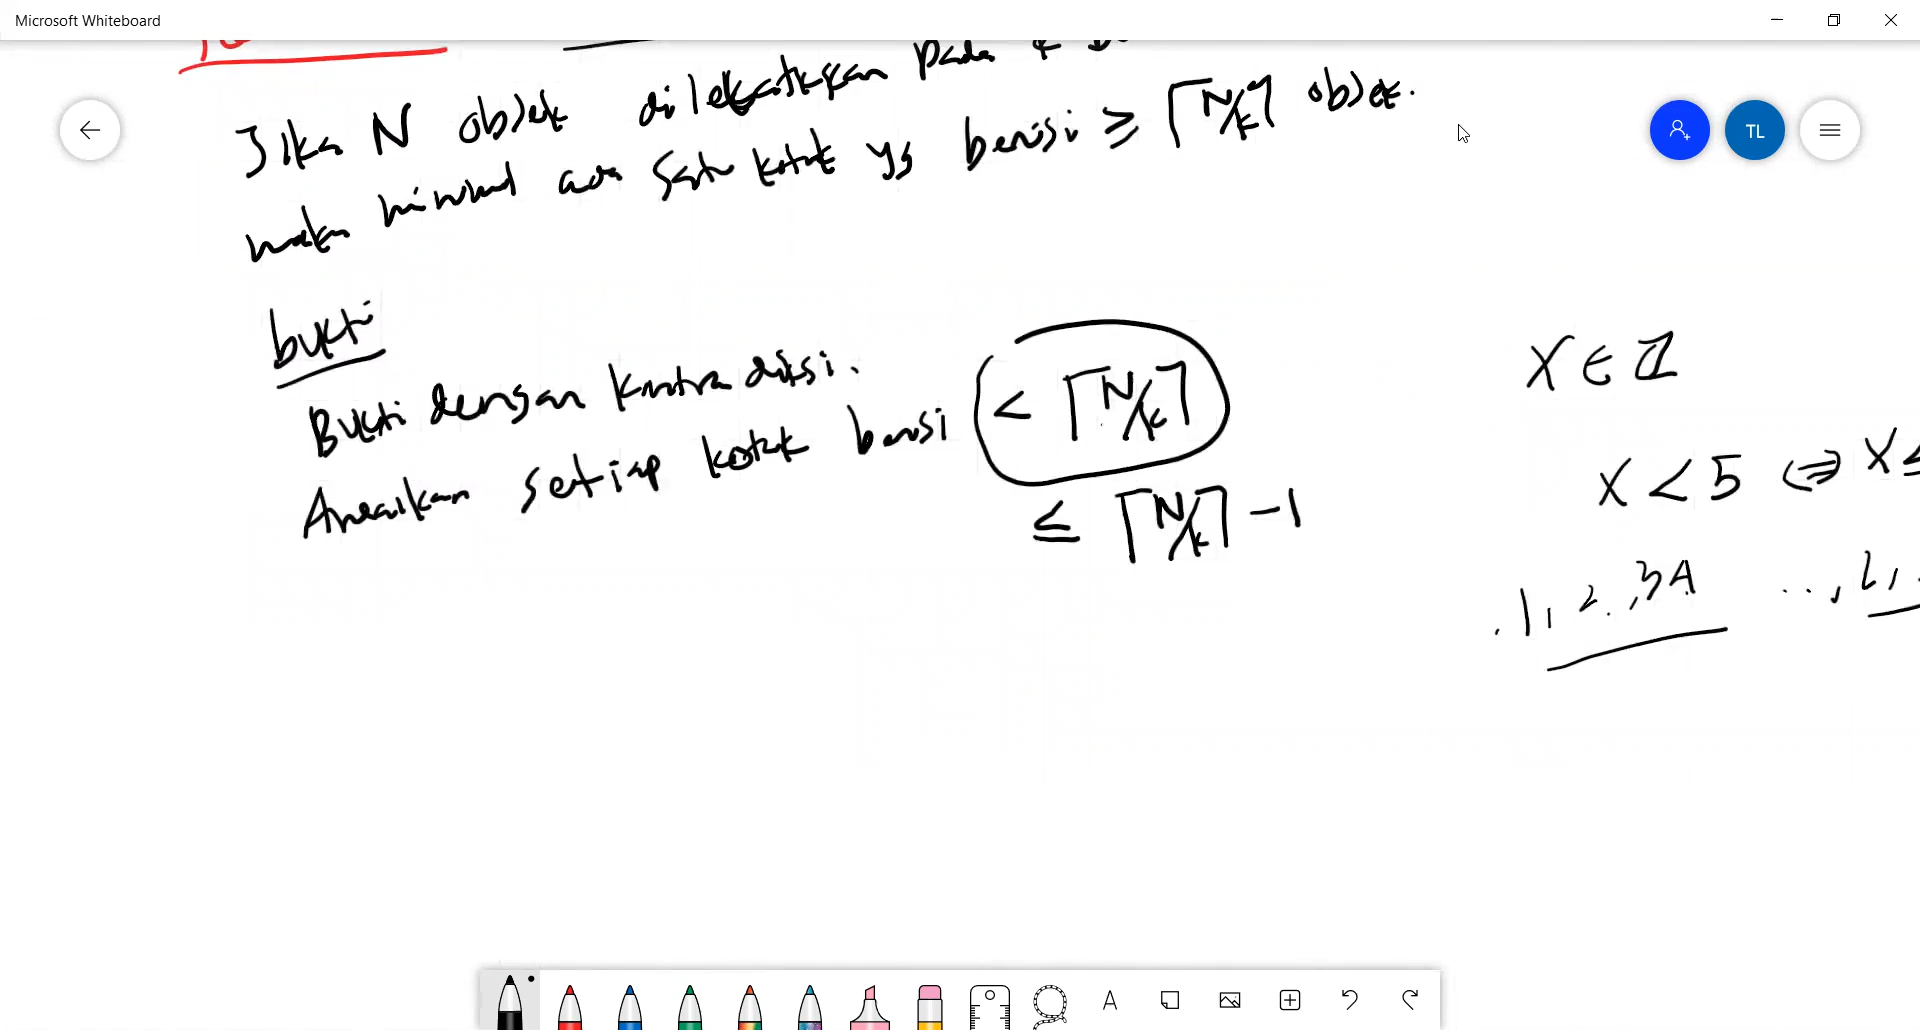 Microsoft Whiteboard
TL
Jika N objek diletakkan pada k
maka minimal ada satu kotak yg berisi ≥ ⌈N/k⌉ objek.
bukti
Bukti dengan kontradiksi.
Andaikan setiap kotak berisi < ⌈N/k⌉
≤ ⌈N/k⌉ - 1
X ∈ ℤ
X < 5 ⇔ X ≤
. 1, 2, 3, 4 ...,
A